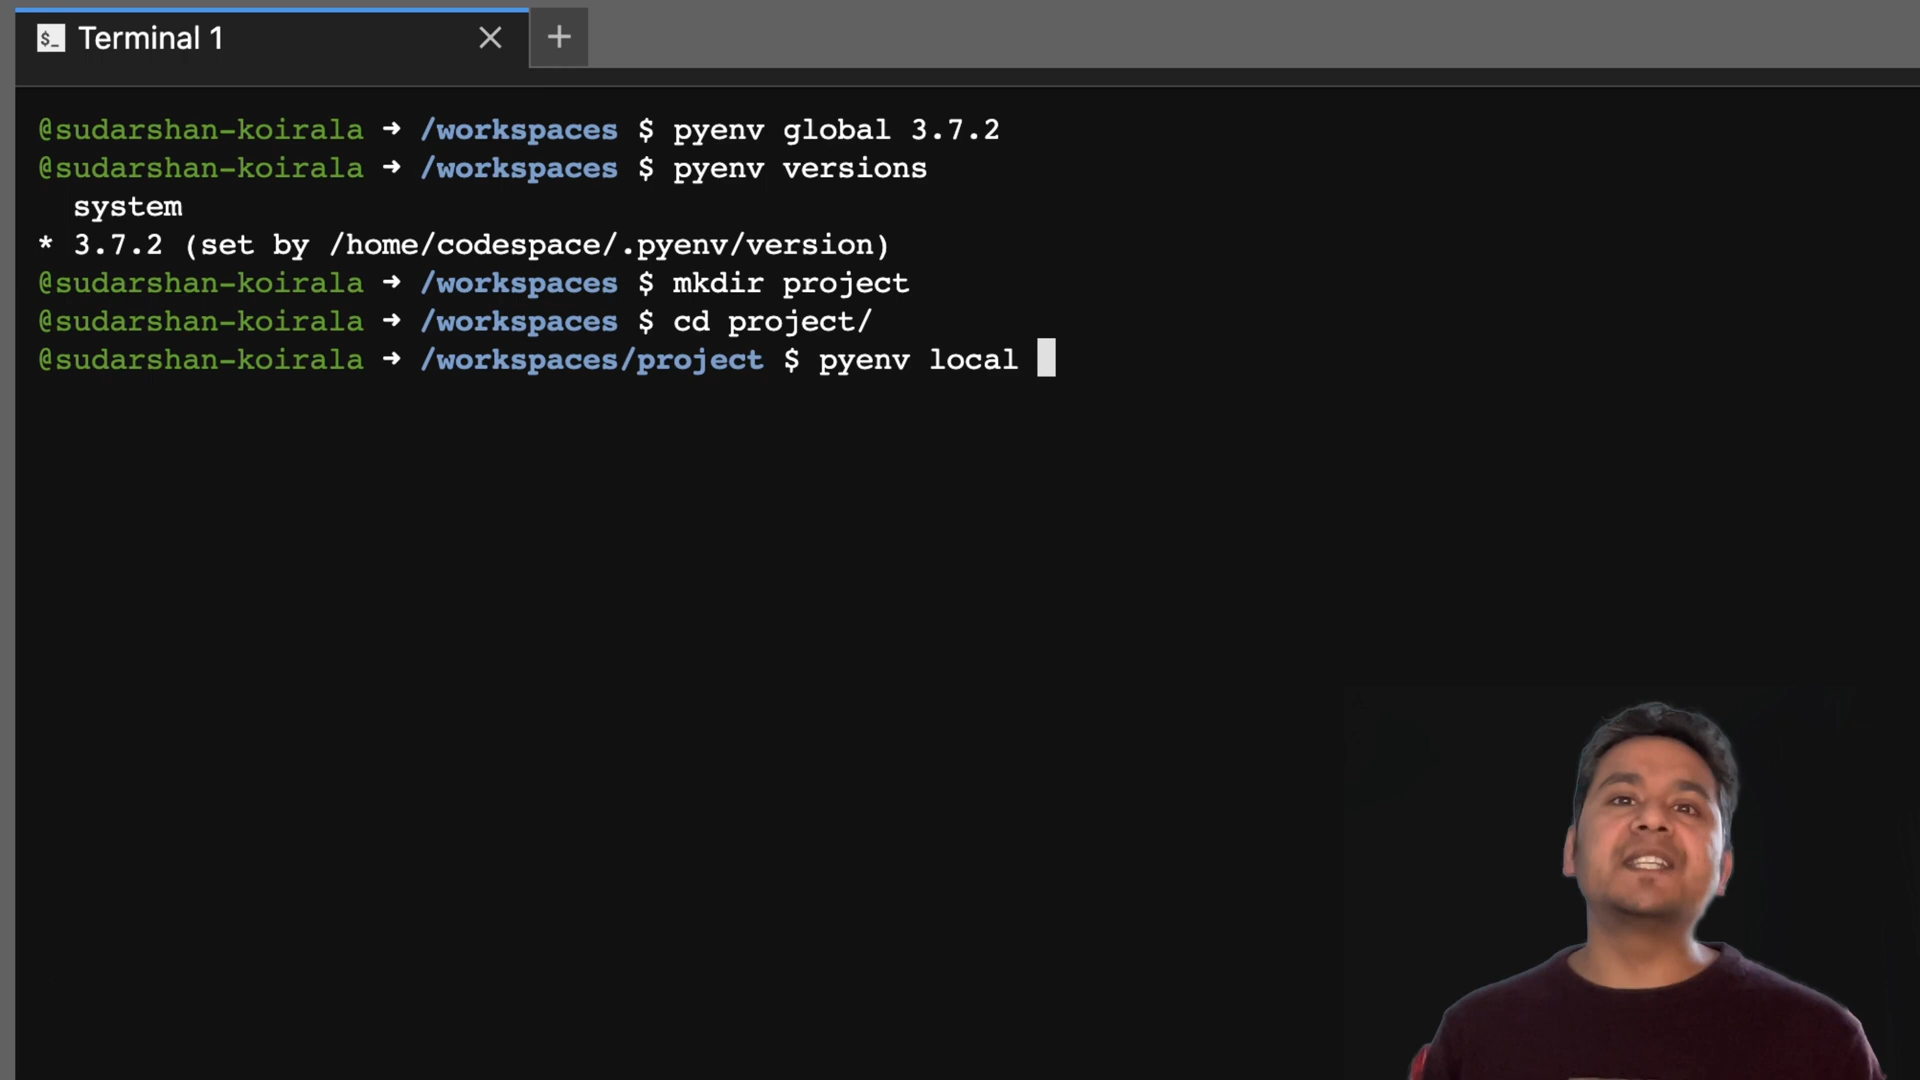 $_ Terminal 1
@sudarshan-koirala → /workspaces $ pyenv global 3.7.2
@sudarshan-koirala → /workspaces $ pyenv versions
system
* 3.7.2 (set by /home/codespace/.pyenv/version)
@sudarshan-koirala → /workspaces $ mkdir project
@sudarshan-koirala → /workspaces $ cd project/
@sudarshan-koirala → /workspaces/project $ pyenv local